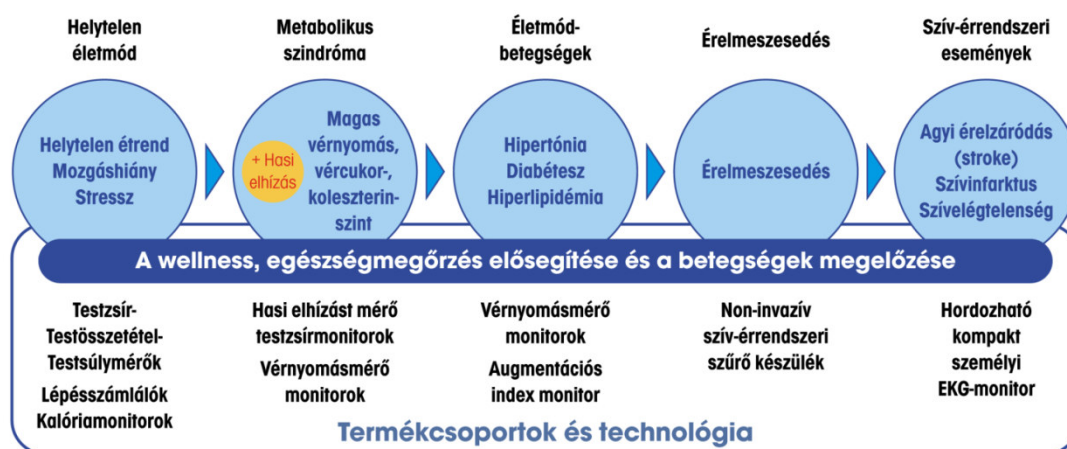 Helytelen
életmód
Metabolikus
szindróma
Életmód-
betegségek
Érelmeszesedés
Szív-érrendszeri
események
Helytelen étrend
Mozgáshiány
Stressz
+ Hasi
elhízás
Magas
vérnyomás,
vércukor-,
koleszterin-
szint
Hipertónia
Diabétesz
Hiperlipidémia
Érelmeszesedés
Agyi érelzáródás
(stroke)
Szívinfarktus
Szívelégtelenség
A wellness, egészségmegőrzés elősegítése és a betegségek megelőzése
Testzsír-
Testösszetétel-
Testsúlymérők
Lépésszámlálók
Kalóriamonitorok
Hasi elhízást mérő
testzsírmonitorok
Vérnyomásmérő
monitorok
Vérnyomásmérő
monitorok
Augmentációs
index monitor
Non-invazív
szív-érrendszeri
szűrő készülék
Hordozható
kompakt
személyi
EKG-monitor
Termékcsoportok és technológia